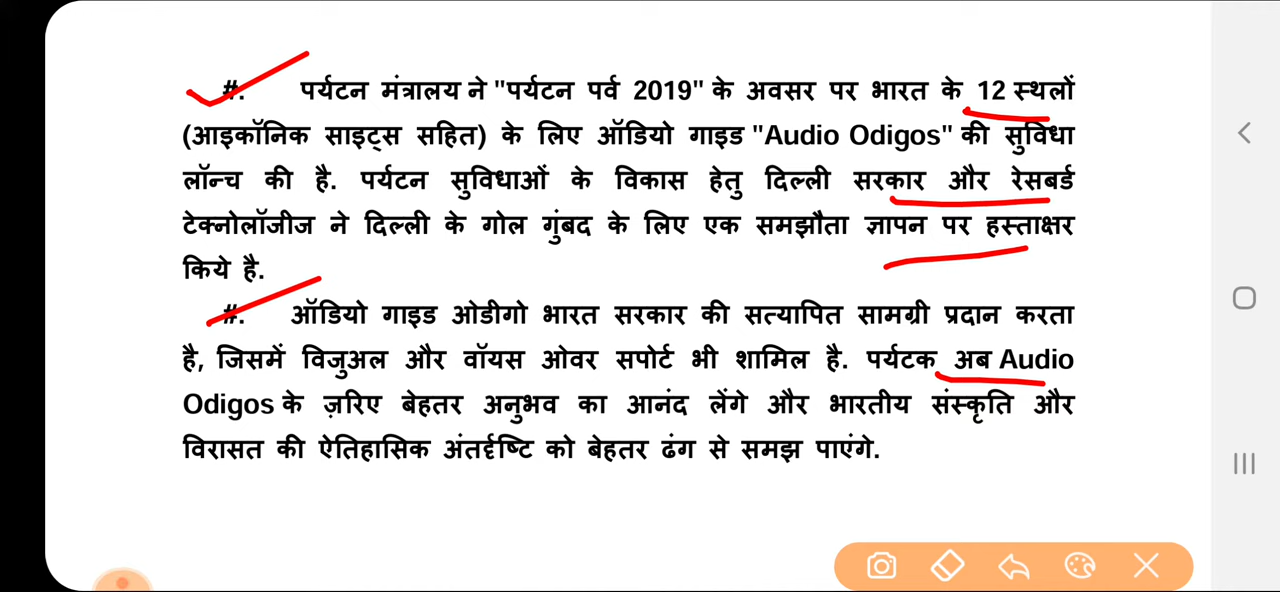 #. पर्यटन मंत्रालय ने "पर्यटन पर्व 2019" के अवसर पर भारत के 12 स्थलों
(आइकॉनिक साइट्स सहित) के लिए ऑडियो गाइड "Audio Odigos" की सुविधा
लॉन्च की है. पर्यटन सुविधाओं के विकास हेतु दिल्ली सरकार और रेसबर्ड
टेक्नोलॉजीज ने दिल्ली के गोल गुंबद के लिए एक समझौता ज्ञापन पर हस्ताक्षर
किये है.
#. ऑडियो गाइड ओडीगो भारत सरकार की सत्यापित सामग्री प्रदान करता
है, जिसमें विजुअल और वॉयस ओवर सपोर्ट भी शामिल है. पर्यटक अब Audio
Odigos के ज़रिए बेहतर अनुभव का आनंद लेंगे और भारतीय संस्कृति और
विरासत की ऐतिहासिक अंतर्दृष्टि को बेहतर ढंग से समझ पाएंगे.